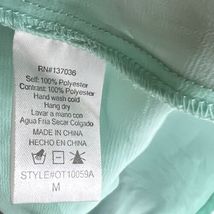 RN#137036
Self: 100% Polyester
Contrast: 100% Polyester
Hand wash cold
Hang dry
Lavar a mano con
Agua Fria Secar Colgado
MADE IN CHINA
HECHO EN CHINA
STYLE#OT10059A
M